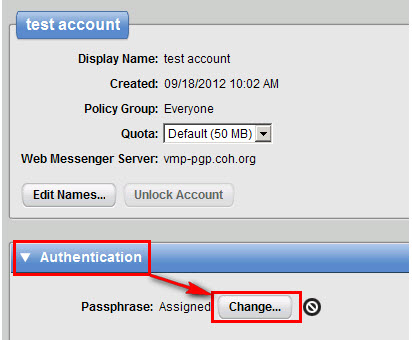 test account
Display Name: test account
Created: 09/18/2012 10:02 AM
Policy Group: Everyone
Quota: Default (50 MB)
Web Messenger Server: vmp-pgp.coh.org
Edit Names... Unlock Account
Authentication
Passphrase: Assigned Change...